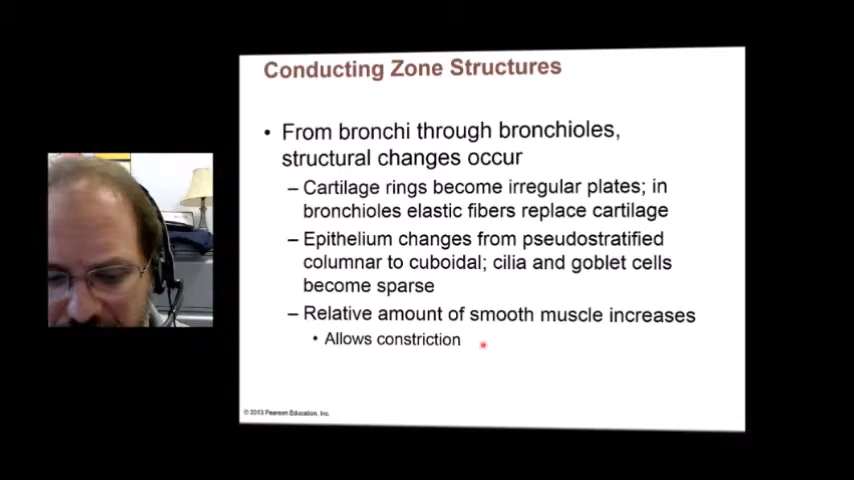 Conducting Zone Structures
• From bronchi through bronchioles,
structural changes occur
– Cartilage rings become irregular plates; in
bronchioles elastic fibers replace cartilage
– Epithelium changes from pseudostratified
columnar to cuboidal; cilia and goblet cells
become sparse
– Relative amount of smooth muscle increases
• Allows constriction
© 2013 Pearson Education, Inc.